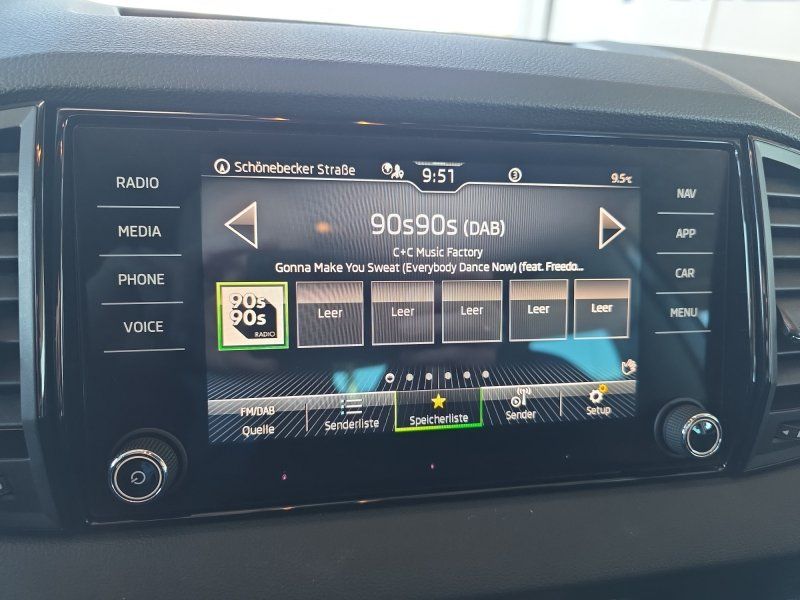 Schönebecker Straße
9:51
3
9.5°C
RADIO
MEDIA
PHONE
VOICE
90s90s (DAB)
C+C Music Factory
Gonna Make You Sweat (Everybody Dance Now) (feat. Freedo...
90s
90s
RADIO
Leer
Leer
Leer
Leer
Leer
FM/DAB
Quelle
Senderliste
Speicherliste
Sender
Setup
NAV
APP
CAR
MENU